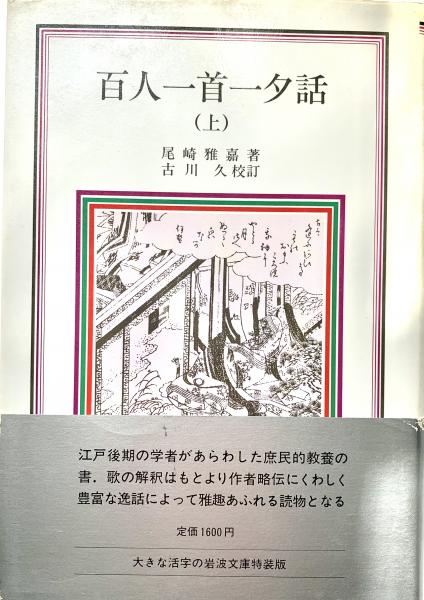 百人一首一夕話
(上)
尾崎雅嘉著
古川久校訂
江戸後期の学者があらわした庶民的教養の
書．歌の解釈はもとより作者略伝にくわしく
豊富な逸話によって雅趣あふれる読物となる
定価1600円
大きな活字の岩波文庫特装版